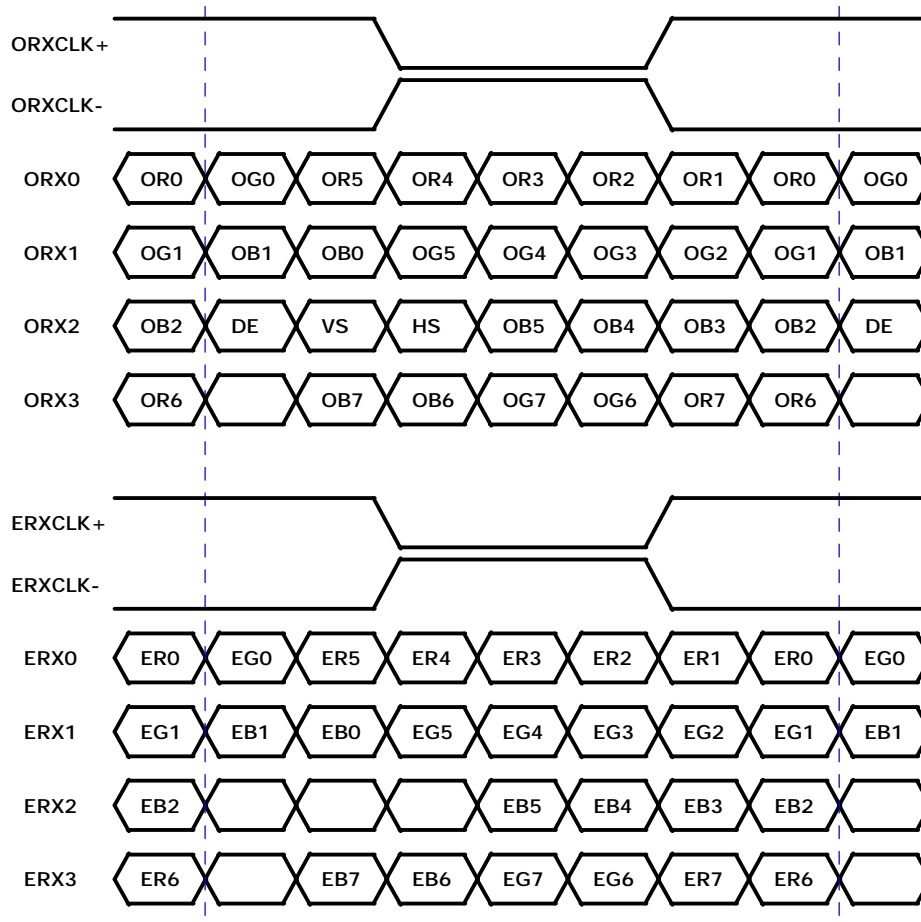 ORXCLK+
ORXCLK-
ORX0 OR0 OG0 OR5 OR4 OR3 OR2 OR1 OR0 OG0
ORX1 OG1 OB1 OB0 OG5 OG4 OG3 OG2 OG1 OB1
ORX2 OB2 DE VS HS OB5 OB4 OB3 OB2 DE
ORX3 OR6 OB7 OB6 OG7 OG6 OR7 OR6
ERXCLK+
ERXCLK-
ERX0 ER0 EG0 ER5 ER4 ER3 ER2 ER1 ER0 EG0
ERX1 EG1 EB1 EB0 EG5 EG4 EG3 EG2 EG1 EB1
ERX2 EB2 EB5 EB4 EB3 EB2
ERX3 ER6 EB7 EB6 EG7 EG6 ER7 ER6